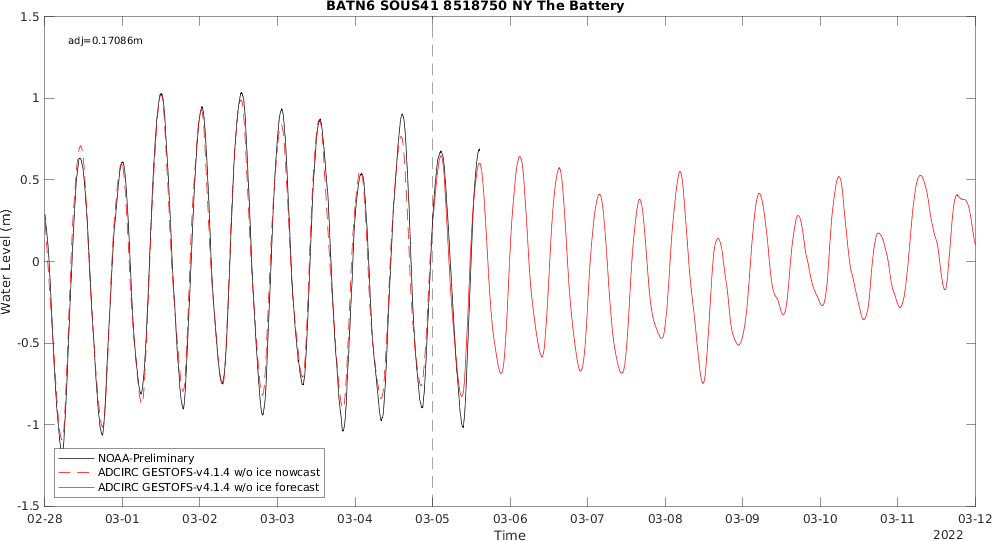 BATN6 SOUS41 8518750 NY The Battery
adj=0.17086m
1.5
1
0.5
0
-0.5
-1
-1.5
Water Level (m)
NOAA-Preliminary
ADCIRC GESTOFS-v4.1.4 w/o ice nowcast
ADCIRC GESTOFS-v4.1.4 w/o ice forecast
02-28 03-01 03-02 03-03 03-04 03-05 03-06 03-07 03-08 03-09 03-10 03-11 03-12
Time
2022